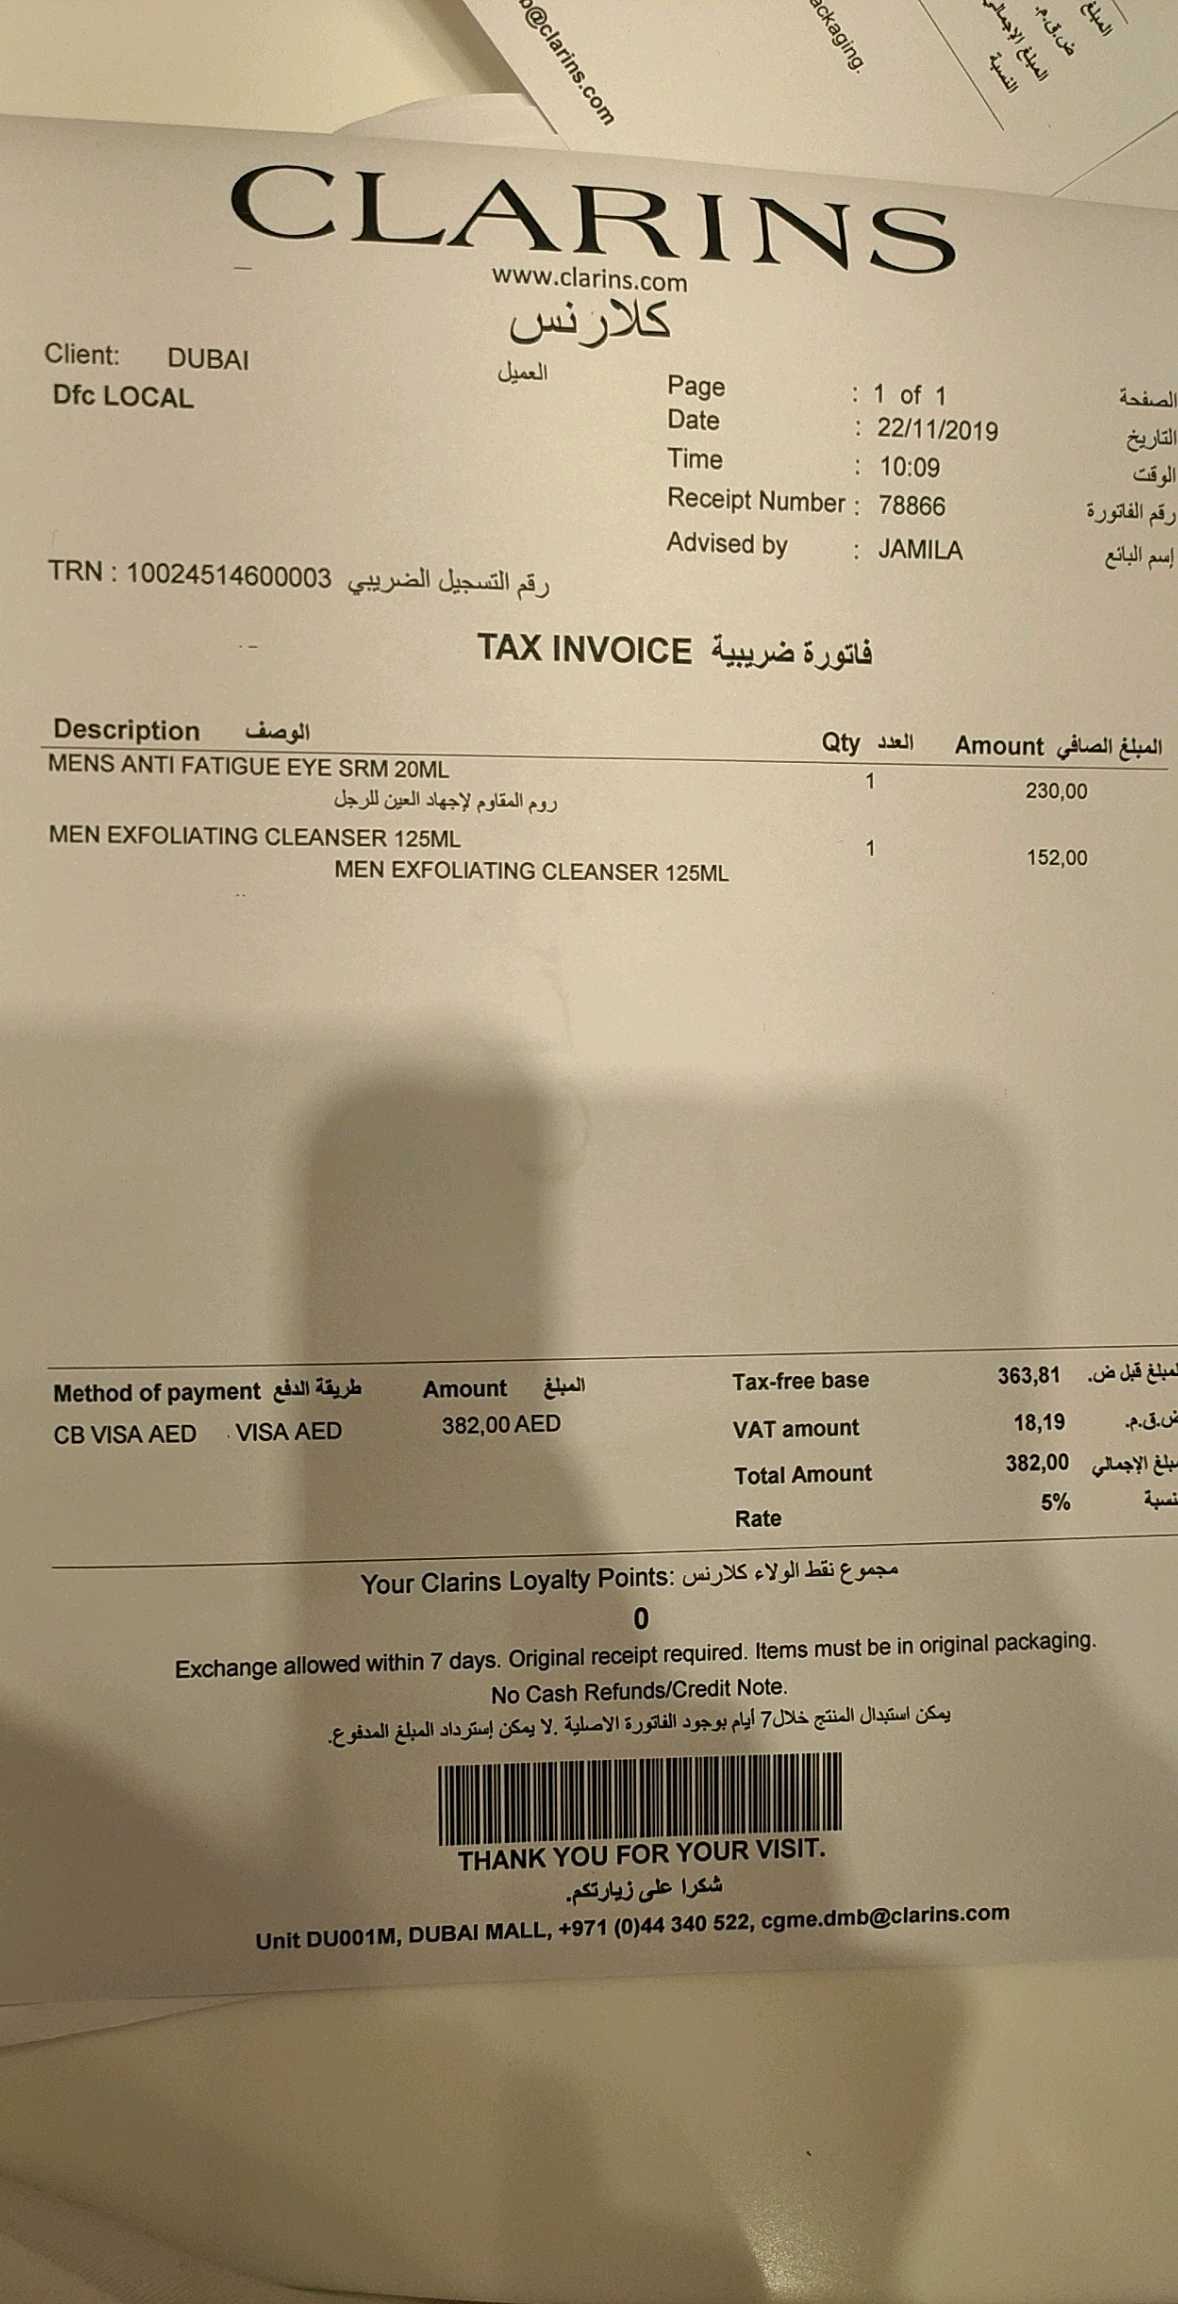 b@clarins.com
ackaging.
المبلغ
ض.ق.م.
المبلغ الإجمالي
النسبة
CLARINS
www.clarins.com
كلارنس
Client: DUBAI العميل
Dfc LOCAL
Page : 1 of 1 الصفحة
Date : 22/11/2019 التاريخ
Time : 10:09 الوقت
Receipt Number : 78866 رقم الفاتورة
Advised by : JAMILA إسم البائع
TRN : 10024514600003 رقم التسجيل الضريبي
TAX INVOICE فاتورة ضريبية
Description الوصف Qty العدد Amount المبلغ الصافي
MENS ANTI FATIGUE EYE SRM 20ML 1 230,00
روم المقاوم لإجهاد العين للرجل
MEN EXFOLIATING CLEANSER 125ML 1 152,00
MEN EXFOLIATING CLEANSER 125ML
Method of payment طريقة الدفع Amount المبلغ
CB VISA AED VISA AED 382,00 AED
Tax-free base 363,81 لمبلغ قبل ض.
VAT amount 18,19 ض.ق.م.
Total Amount 382,00 مبلغ الإجمالي
Rate 5% نسبة
Your Clarins Loyalty Points: مجموع نقط الولاء كلارنس
0
Exchange allowed within 7 days. Original receipt required. Items must be in original packaging.
No Cash Refunds/Credit Note.
يمكن استبدال المنتج خلال7 أيام بوجود الفاتورة الاصلية .لا يمكن إسترداد المبلغ المدفوع.
THANK YOU FOR YOUR VISIT.
شكرا على زيارتكم.
Unit DU001M, DUBAI MALL, +971 (0)44 340 522, cgme.dmb@clarins.com